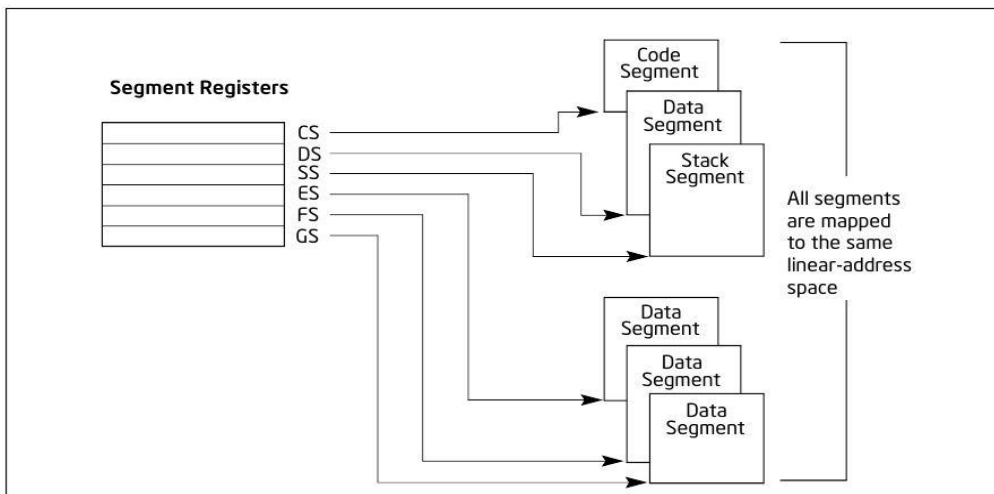 Segment Registers
CS
DS
SS
ES
FS
GS
Code
Segment
Data
Segment
Stack
Segment
Data
Segment
Data
Segment
Data
Segment
All segments
are mapped
to the same
linear-address
space